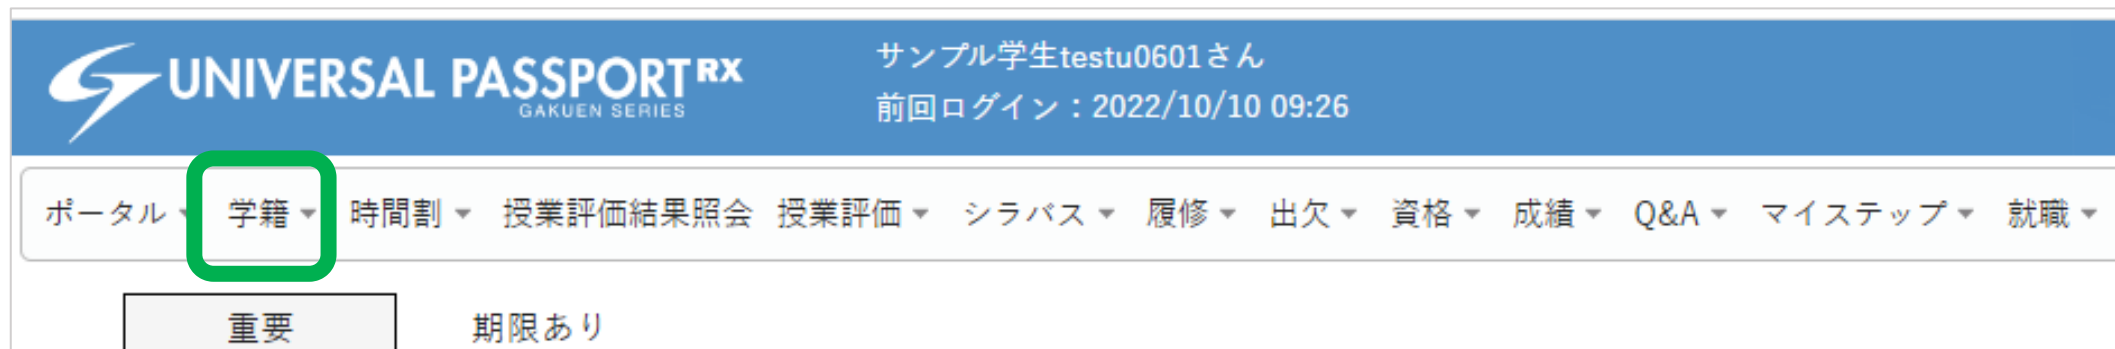 UNIVERSAL PASSPORT RX
GAKUEN SERIES
サンプル学生testu0601さん
前回ログイン：2022/10/10 09:26
ポータル 学籍 時間割 授業評価結果照会 授業評価 シラバス 履修 出欠 資格 成績 Q&A マイステップ 就職
重要 期限あり